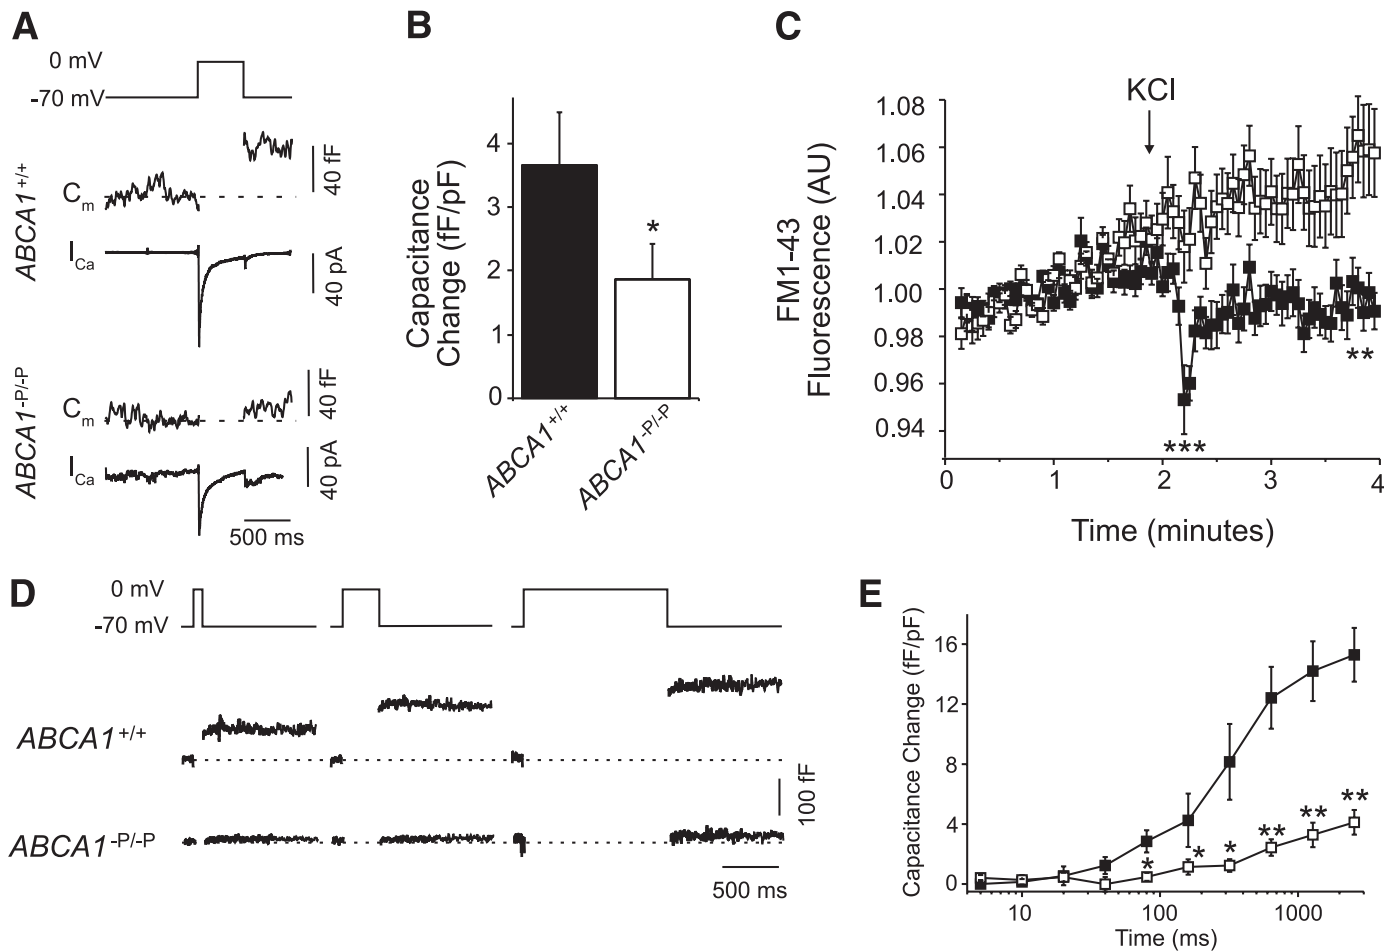 A
0 mV
-70 mV
ABCA1+/+
Cm
40 fF
ICa
40 pA
ABCA1-P/-P
Cm
40 fF
ICa
40 pA
500 ms
B
Capacitance
Change (fF/pF)
4
3
2
1
0
*
ABCA1+/+
ABCA1-P/-P
C
KCl
FM1-43
Fluorescence (AU)
1.08
1.06
1.04
1.02
1.00
0.98
0.96
0.94
***
**
0 1 2 3 4
Time (minutes)
D
0 mV
-70 mV
ABCA1+/+
ABCA1-P/-P
100 fF
500 ms
E
Capacitance Change (fF/pF)
16
12
8
4
0
* * * ** ** **
10 100 1000
Time (ms)